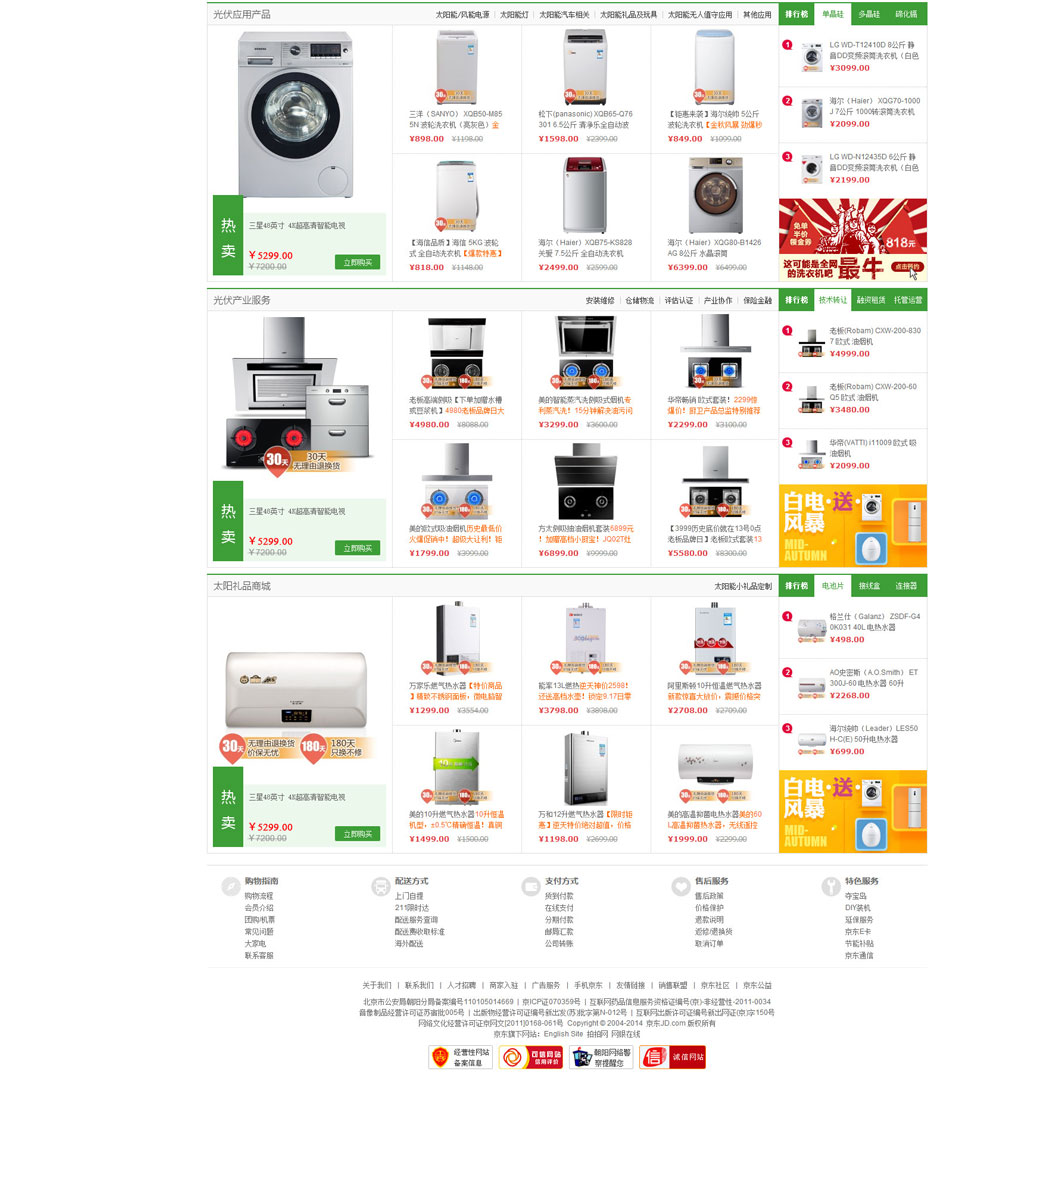 光伏应用产品
太阳能/风能电源 | 太阳能灯 | 太阳能汽车相关 | 太阳能礼品及玩具 | 太阳能无人值守应用 | 其他应用
排行榜 单晶硅 多晶硅 碲化镉
热卖
三星48英寸 4X超高清智能电视
¥5299.00
¥7200.00
立即购买
三洋（SANYO） XQB50-M85
5N 波轮洗衣机（亮灰色）金
¥898.00 ¥1198.00
松下(panasonic) XQB65-Q76
301 6.5公斤 清净乐全自动波
¥1598.00 ¥2399.00
【钜惠来袭】海尔统帅 5公斤
波轮洗衣机【金秋风暴 劲爆秒
¥849.00 ¥1099.00
【海信品质】海信 5KG 波轮
式 全自动洗衣机【爆款特惠】
¥818.00 ¥1148.00
海尔（Haier）XQB75-KS828
关爱 7.5公斤 全自动洗衣机
¥2499.00 ¥2599.00
海尔（Haier）XQG80-B1426
AG 8公斤 水晶滚筒
¥6399.00 ¥6499.00
1
LG WD-T12410D 8公斤 静
音DD变频滚筒洗衣机（白色
¥3099.00
2
海尔（Haier） XQG70-1000
J 7公斤 1000转滚筒洗衣机
¥2099.00
3
LG WD-N12435D 6公斤 静
音DD变频滚筒洗衣机（白色
¥2199.00
免单
半价
领金券
818元
这可能是全网
的洗衣机吧
最牛
点击预约
光伏产业服务
安装维修 | 仓储物流 | 评估认证 | 产业协作 | 保险金融
排行榜 技术转让 融资租赁 托管运营
30天
30天
无理由退换货
热卖
三星48英寸 4X超高清智能电视
¥5299.00
¥7200.00
立即购买
老板高端侧吸【下单加赠水槽
或豆浆机】4980老板品牌日大
¥4980.00 ¥8088.00
美的智能蒸汽洗侧吸式烟机专
利蒸汽洗！15分钟解决油污问
¥3299.00 ¥3600.00
华帝畅销 欧式套装！2299惊
爆价！厨卫产品总监特别推荐
¥2299.00 ¥3100.00
美的欧式吸油烟机历史最低价
火爆促销中！超级大让利！钜
¥1799.00 ¥3999.00
方太侧吸抽油烟机套装6899元
！加赠高档小厨宝！JQ02T灶
¥6899.00 ¥9999.00
【3999历史底价就在13号0点
老板品牌日】老板欧式套装13
¥5580.00 ¥8300.00
1
老板(Robam) CXW-200-830
7 欧式 油烟机
¥4999.00
2
老板(Robam) CXW-200-60
Q5 欧式 油烟机
¥3480.00
3
华帝(VATTI) i11009 欧式 吸
油烟机
¥2099.00
白电·送·
风暴
MID-
AUTUMN
太阳礼品商城
太阳能小礼品定制
排行榜 电池片 接线盒 连接器
30天 无理由退换货
价保无忧
180天 180天
只换不修
热卖
三星48英寸 4X超高清智能电视
¥5299.00
¥7200.00
立即购买
万家乐燃气热水器【特价商品
】精致不锈钢面板，微电脑智
¥1299.00 ¥3554.00
能率13L燃热逆天神价2598！
还送高档水壶！锁定9.17日零
¥3798.00 ¥3898.00
阿里斯顿10升恒温燃气热水器
新款惊喜大放价，震撼价格突
¥2708.00 ¥2709.00
美的10升燃气热水器10升恒温
机型，±0.5℃精确恒温！真铜
¥1499.00 ¥1500.00
万和12升燃气热水器【限时钜
惠】逆天特价绝对超值，价格
¥1198.00 ¥2699.00
美的高温抑菌电热水器美的60
L高温抑菌热水器，无线遥控
¥1999.00 ¥2299.00
1
格兰仕（Galanz） ZSDF-G4
0K031 40L 电热水器
¥498.00
2
AO史密斯（A.O.Smith） ET
300J-60 电热水器 60升
¥2268.00
3
海尔统帅（Leader）LES50
H-C(E) 50升电热水器
¥699.00
白电·送·
风暴
MID-
AUTUMN
购物指南
购物流程
会员介绍
团购/机票
常见问题
大家电
联系客服
配送方式
上门自提
211限时达
配送服务查询
配送费收取标准
海外配送
支付方式
货到付款
在线支付
分期付款
邮局汇款
公司转账
售后服务
售后政策
价格保护
退款说明
返修/退换货
取消订单
特色服务
夺宝岛
DIY装机
延保服务
京东E卡
节能补贴
京东通信
关于我们 | 联系我们 | 人才招聘 | 商家入驻 | 广告服务 | 手机京东 | 友情链接 | 销售联盟 | 京东社区 | 京东公益
北京市公安局朝阳分局备案编号110105014669 | 京ICP证070359号 | 互联网药品信息服务资格证编号(京)-非经营性-2011-0034
音像制品经营许可证苏宿批005号 | 出版物经营许可证编号新出发(苏)批字第N-012号 | 互联网出版许可证编号新出网证(京)字150号
网络文化经营许可证京网文[2011]0168-061号 Copyright © 2004-2014 京东JD.com 版权所有
京东旗下网站：English Site 拍拍网 网银在线
经营性网站
备案信息
可信网站
信用评价
朝阳网络警
察提醒您
诚信网站